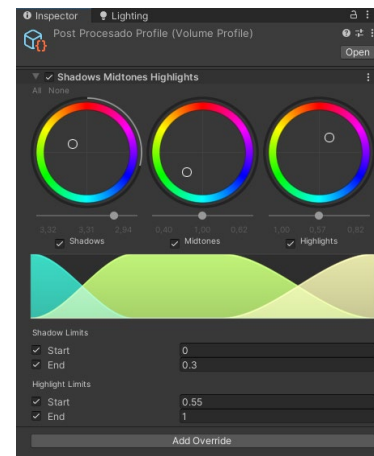 Inspector Lighting
Post Procesado Profile (Volume Profile)
Open
Shadows Midtones Highlights
All None
3,32 3,31 2,94 0,40 1,00 0,62 1,00 0,57 0,82
Shadows Midtones Highlights
Shadow Limits
Start 0
End 0.3
Highlight Limits
Start 0.55
End 1
Add Override